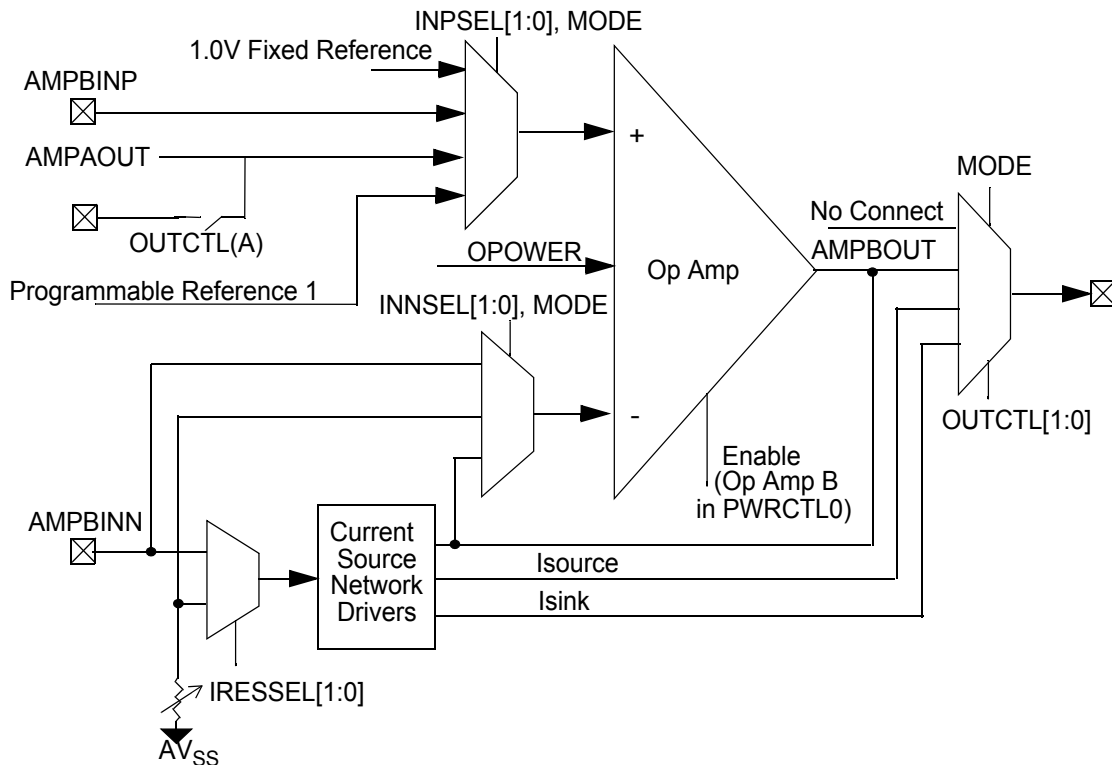 INPSEL[1:0], MODE
1.0V Fixed Reference
AMPBINP
+
AMPAOUT
MODE
No Connect
OUTCTL(A)
OPOWER
AMPBOUT
Op Amp
Programmable Reference 1
INNSEL[1:0], MODE
-
OUTCTL[1:0]
Enable
(Op Amp B
in PWRCTL0)
AMPBINN
Current
Source
Network
Drivers
Isource
Isink
IRESSEL[1:0]
AVSS